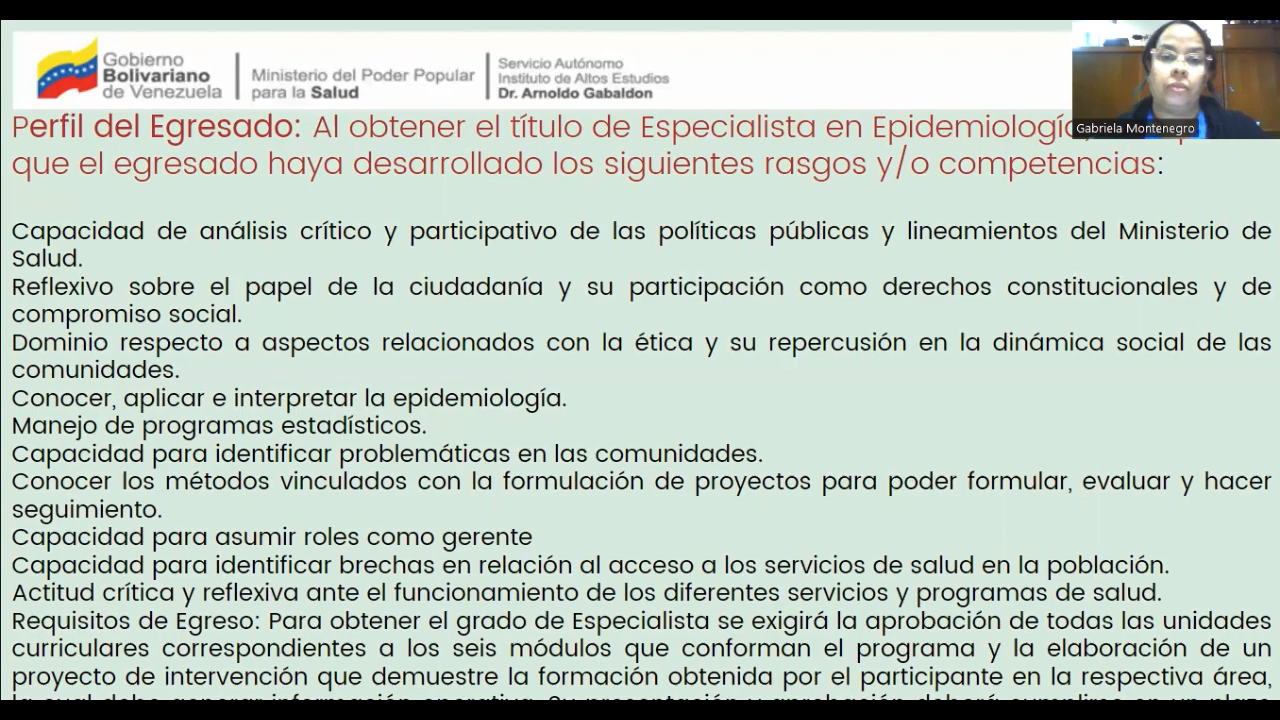 Gobierno
Bolivariano
de Venezuela
Ministerio del Poder Popular
para la Salud
Servicio Autónomo
Instituto de Altos Estudios
Dr. Arnoldo Gabaldon
Gabriela Montenegro
Perfil del Egresado: Al obtener el título de Especialista en Epidemiología,
que el egresado haya desarrollado los siguientes rasgos y/o competencias:
Capacidad de análisis crítico y participativo de las políticas públicas y lineamientos del Ministerio de
Salud.
Reflexivo sobre el papel de la ciudadanía y su participación como derechos constitucionales y de
compromiso social.
Dominio respecto a aspectos relacionados con la ética y su repercusión en la dinámica social de las
comunidades.
Conocer, aplicar e interpretar la epidemiología.
Manejo de programas estadísticos.
Capacidad para identificar problemáticas en las comunidades.
Conocer los métodos vinculados con la formulación de proyectos para poder formular, evaluar y hacer
seguimiento.
Capacidad para asumir roles como gerente
Capacidad para identificar brechas en relación al acceso a los servicios de salud en la población.
Actitud crítica y reflexiva ante el funcionamiento de los diferentes servicios y programas de salud.
Requisitos de Egreso: Para obtener el grado de Especialista se exigirá la aprobación de todas las unidades
curriculares correspondientes a los seis módulos que conforman el programa y la elaboración de un
proyecto de intervención que demuestre la formación obtenida por el participante en la respectiva área,